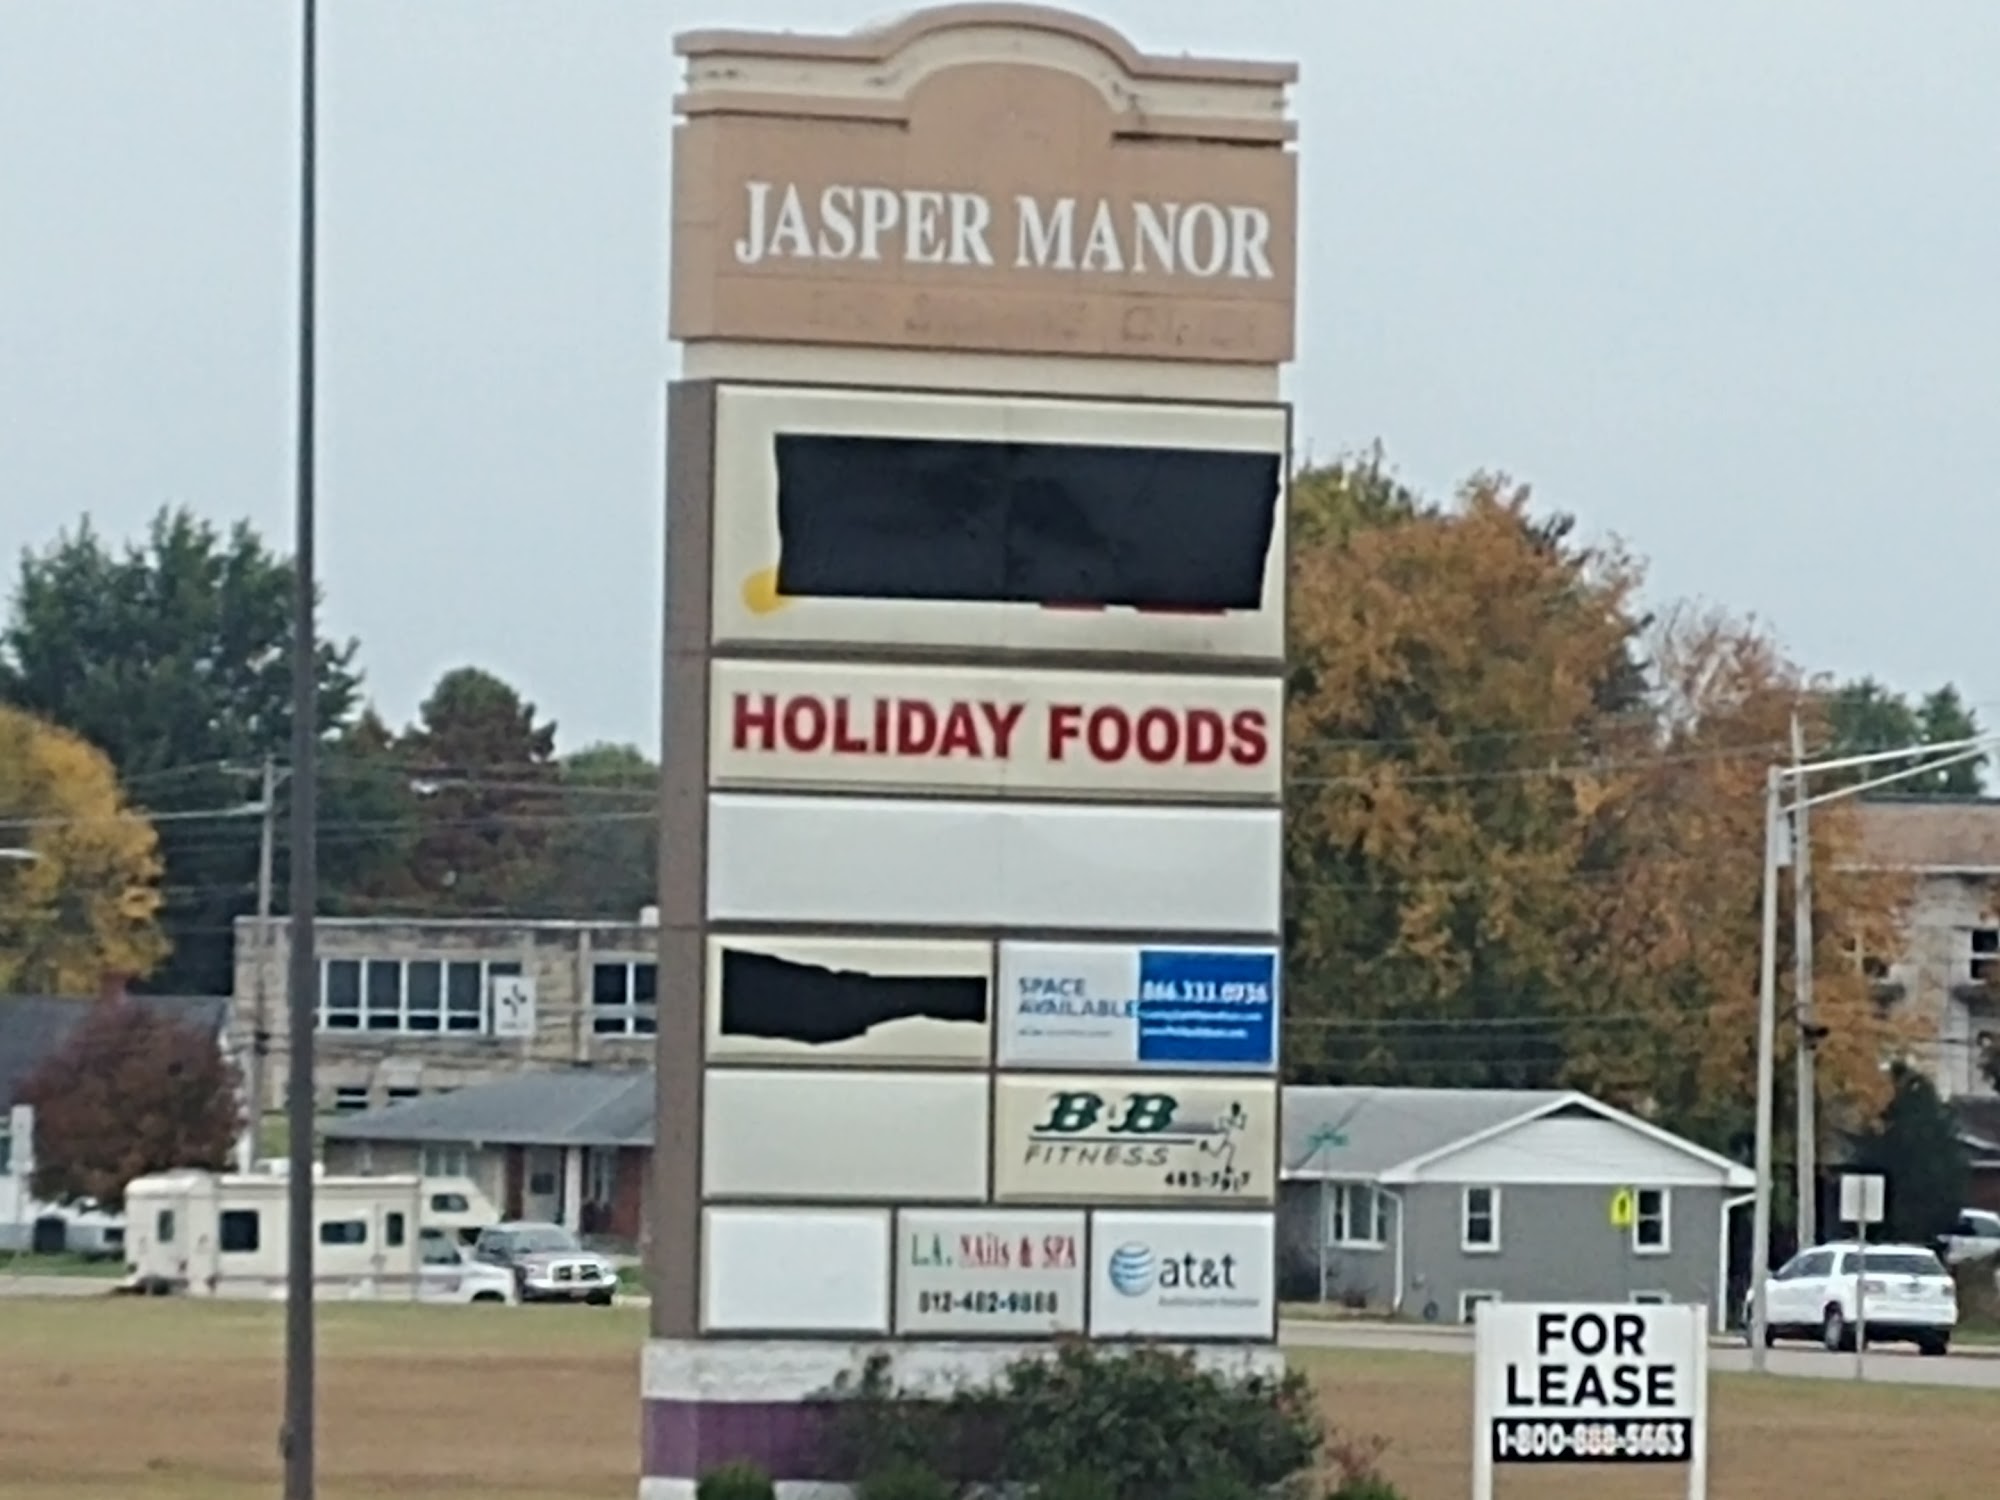 JASPER MANOR
HOLIDAY FOODS
SPACE
AVAILABLE
866.333.0736
B&B
FITNESS
L.A. NAils & SPA
812-482-9888
at&t
FOR
LEASE
1-800-888-5663